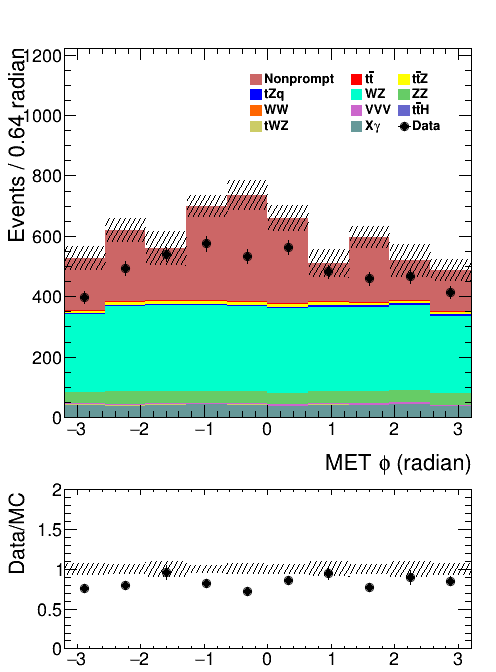 Events / 0.64 radian
1200
1000
800
600
400
200
0
Nonprompt tt̄ tt̄Z
tZq WZ ZZ
WW VVV tt̄H
tWZ Xγ Data
−3 −2 −1 0 1 2 3
MET ϕ (radian)
Data/MC
2
1.5
1
0.5
0
−3 −2 −1 0 1 2 3
MET ϕ (radian)